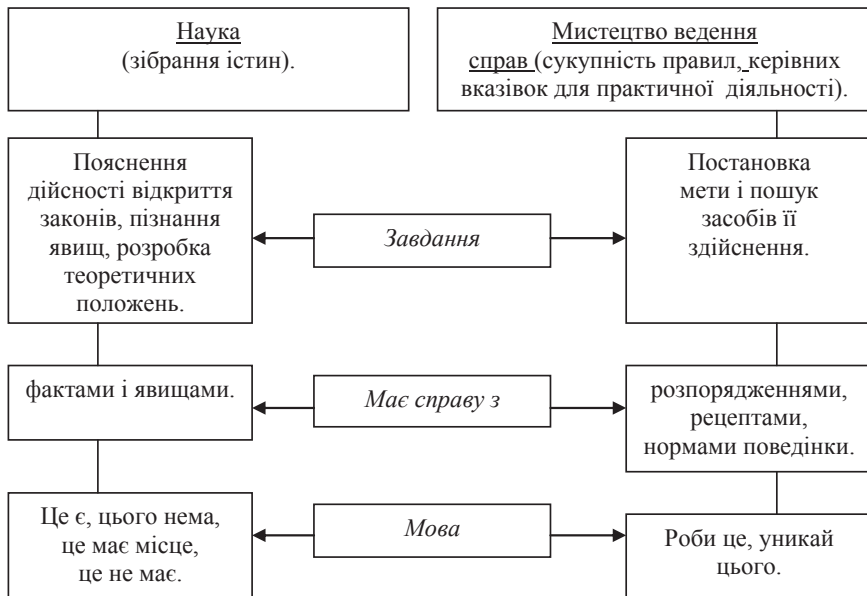 Наука
(зібрання істин).
Мистецтво ведення
справ (сукупність правил, керівних
вказівок для практичної діяльності).
Пояснення
дійсності відкриття
законів, пізнання
явищ, розробка
теоретичних
положень.
Завдання
Постановка
мети і пошук
засобів її
здійснення.
фактами і явищами.
Має справу з
розпорядженнями,
рецептами,
нормами поведінки.
Це є, цього нема,
це має місце,
це не має.
Мова
Роби це, уникай
цього.